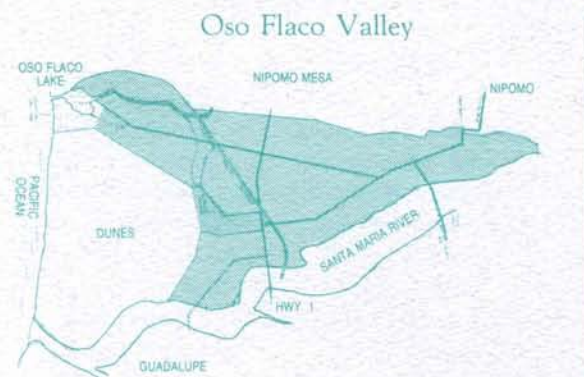 Oso Flaco Valley
OSO FLACO
LAKE
NIPOMO MESA
NIPOMO
PACIFIC
OCEAN
DUNES
SANTA MARIA RIVER
HWY 1
GUADALUPE